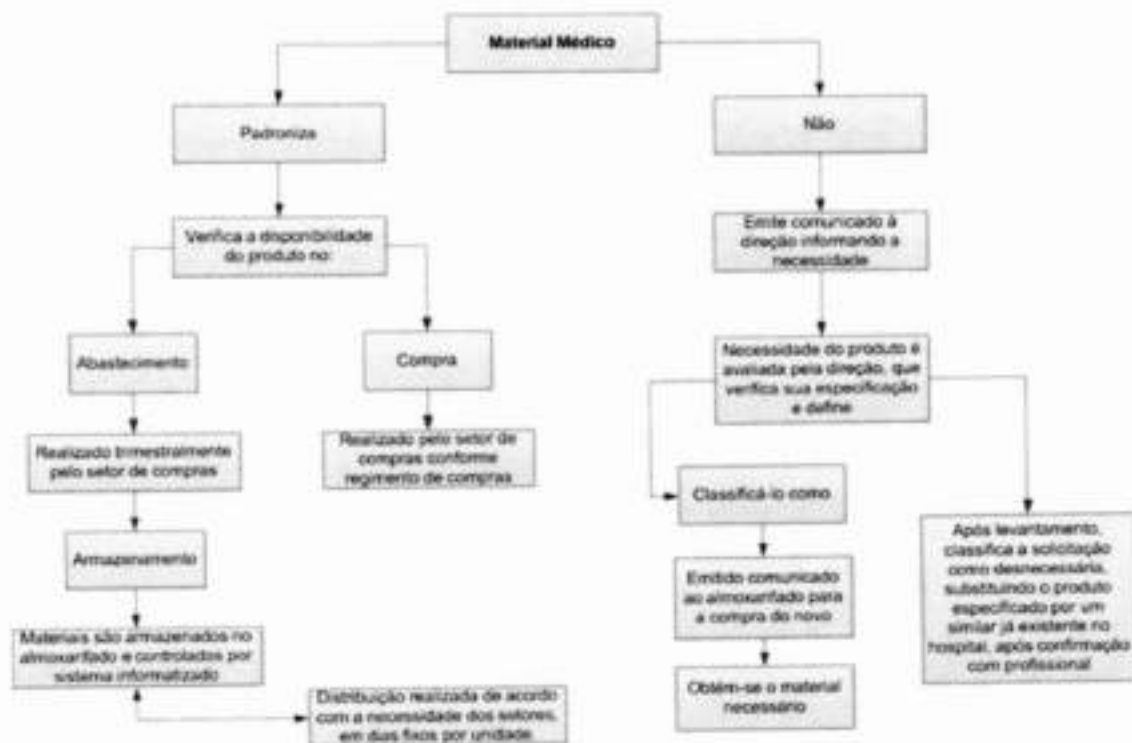 Material Médico
Padroniza
Não
Verifica a disponibilidade
do produto no:
Emite comunicado à
direção informando a
necessidade
Abastecimento
Compra
Necessidade do produto é
avaliada pela direção, que
verifica sua especificação
e define
Realizado trimestralmente
pelo setor de compras
Realizado pelo setor de
compras conforme
regimento de compras
Classificá-lo como
Após levantamento,
classifica a solicitação
como desnecessária,
substituindo o produto
especificado por um
similar já existente no
hospital, após confirmação
com profissional
Armazenamento
Emitido comunicado
ao almoxarifado para
a compra do novo
Materiais são armazenados no
almoxarifado e controlados por
sistema informatizado
Obtém-se o material
necessário
Distribuição realizada de acordo
com a necessidade dos setores,
em dias fixos por unidade.